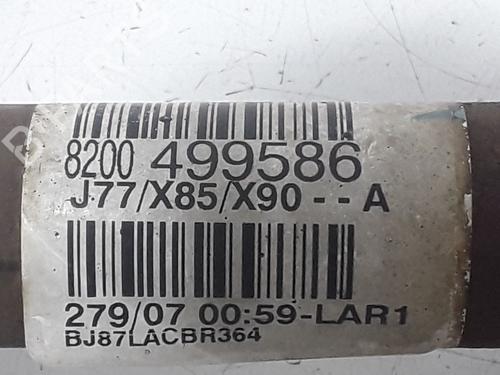 8200 499586
J77/X85/X90 - - A
279/07 00:59-LAR1
BJ87LACBR364